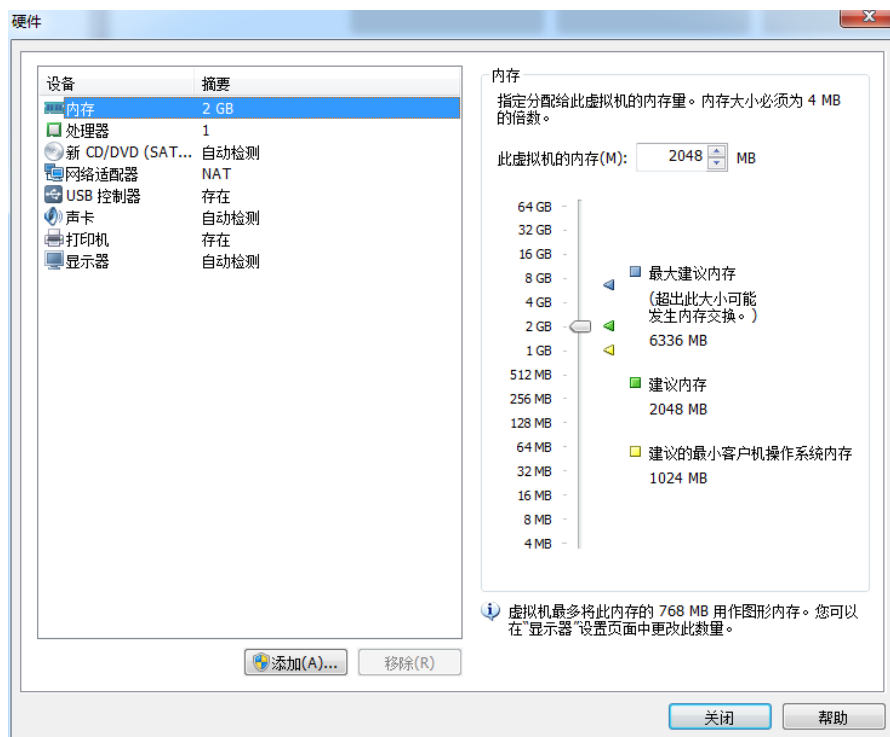 硬件
设备 摘要
内存 2 GB
处理器 1
新 CD/DVD (SAT... 自动检测
网络适配器 NAT
USB 控制器 存在
声卡 自动检测
打印机 存在
显示器 自动检测
添加(A)... 移除(R)
内存
指定分配给此虚拟机的内存量。内存大小必须为 4 MB
的倍数。
此虚拟机的内存(M): 2048 MB
64 GB
32 GB
16 GB
8 GB
4 GB
2 GB
1 GB
512 MB
256 MB
128 MB
64 MB
32 MB
16 MB
8 MB
4 MB
最大建议内存
(超出此大小可能
发生内存交换。)
6336 MB
建议内存
2048 MB
建议的最小客户机操作系统内存
1024 MB
虚拟机最多将此内存的 768 MB 用作图形内存。您可以
在"显示器"设置页面中更改此数量。
关闭 帮助